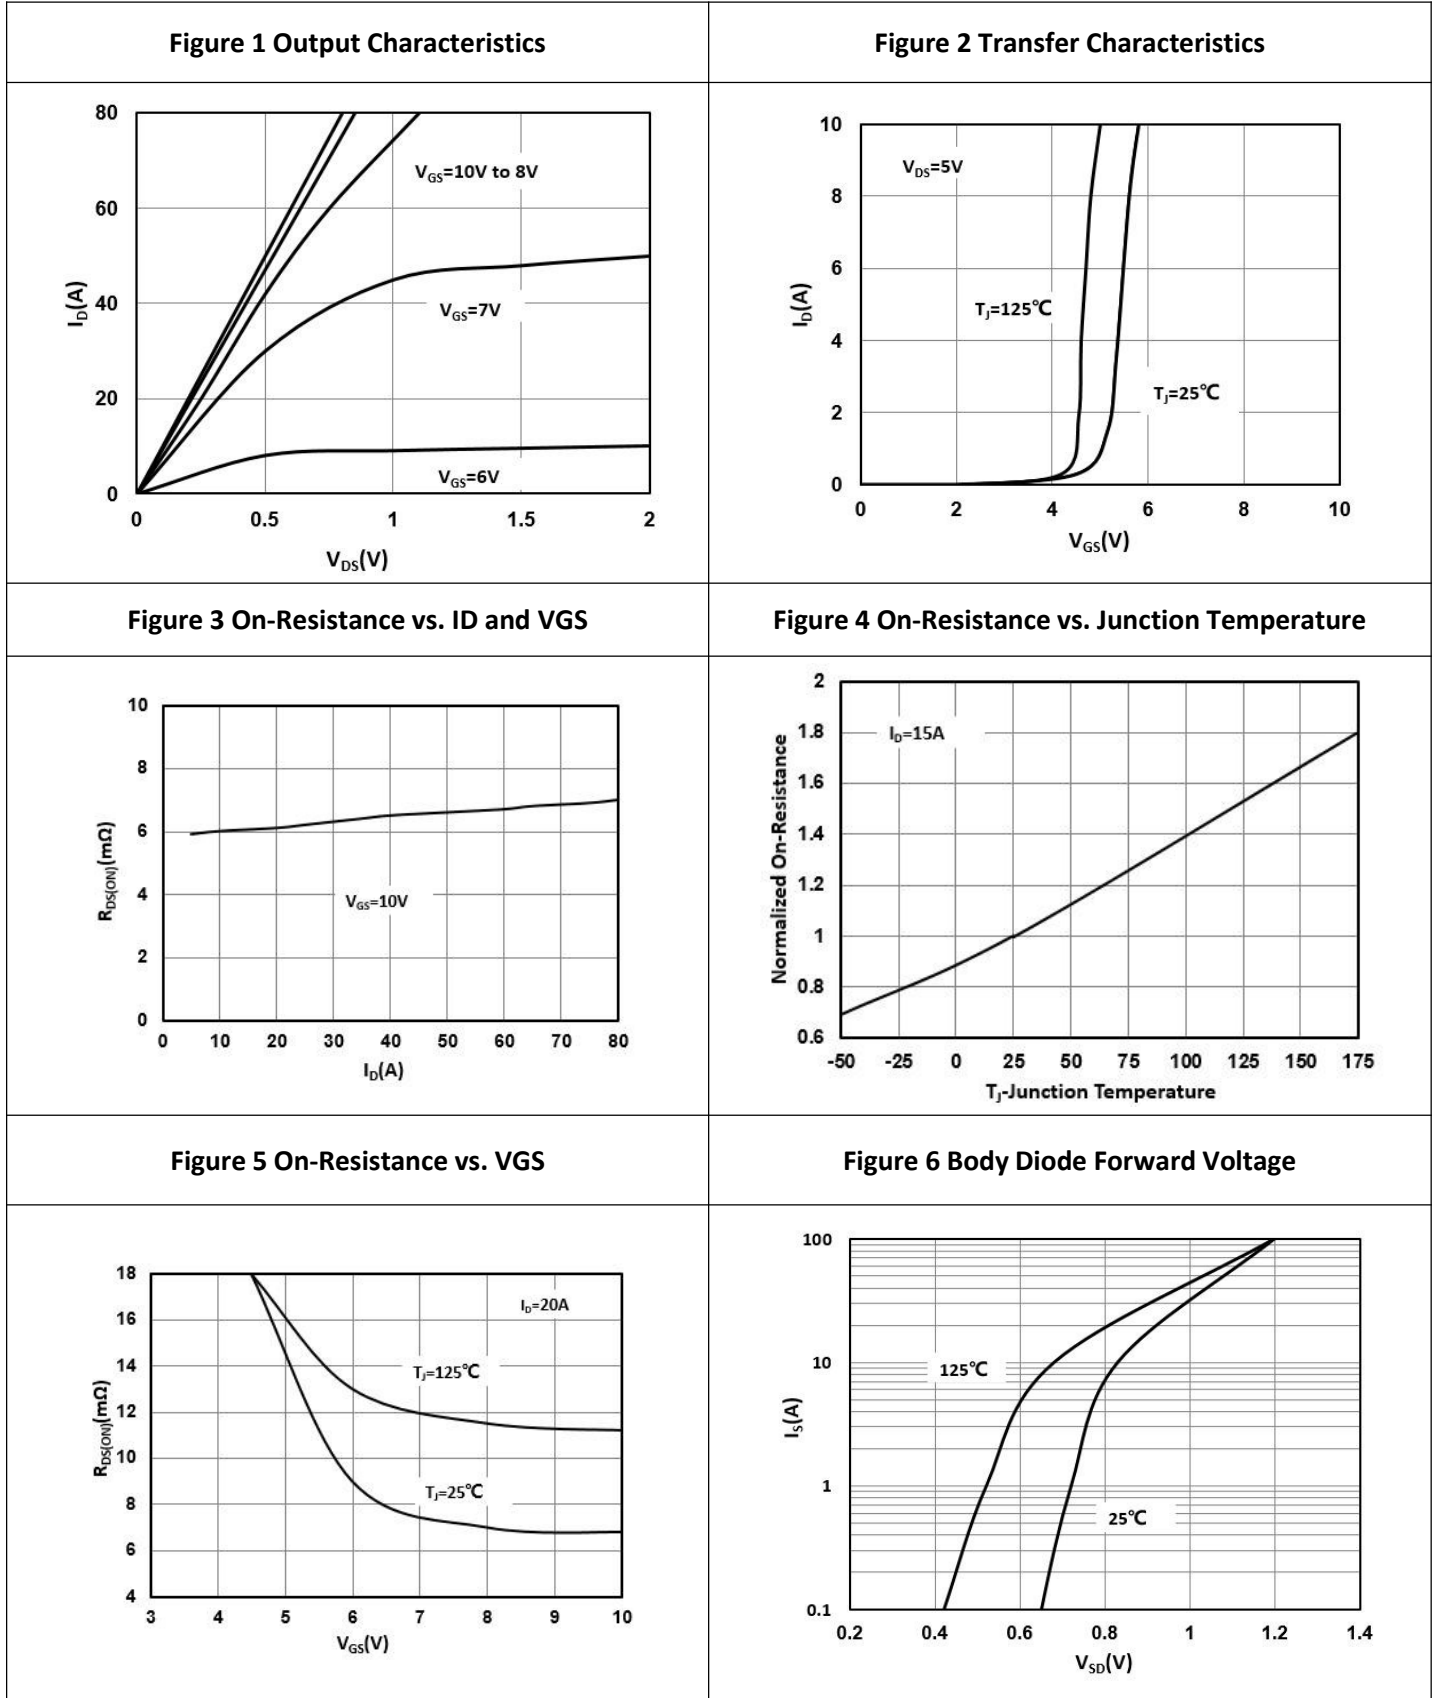 Figure 1 Output Characteristics
Figure 2 Transfer Characteristics
80
60
40
20
0
I_D(A)
V_GS=10V to 8V
V_GS=7V
V_GS=6V
0 0.5 1 1.5 2
V_DS(V)
10
8
6
4
2
0
I_D(A)
V_DS=5V
T_J=125℃
T_J=25℃
0 2 4 6 8 10
V_GS(V)
Figure 3 On-Resistance vs. ID and VGS
Figure 4 On-Resistance vs. Junction Temperature
10
8
6
4
2
0
R_DS(ON)(mΩ)
V_GS=10V
0 10 20 30 40 50 60 70 80
I_D(A)
2
1.8
1.6
1.4
1.2
1
0.8
0.6
Normalized On-Resistance
I_D=15A
-50 -25 0 25 50 75 100 125 150 175
T_J-Junction Temperature
Figure 5 On-Resistance vs. VGS
Figure 6 Body Diode Forward Voltage
18
16
14
12
10
8
6
4
R_DS(ON)(mΩ)
I_D=20A
T_J=125℃
T_J=25℃
3 4 5 6 7 8 9 10
V_GS(V)
100
10
1
0.1
I_S(A)
125℃
25℃
0.2 0.4 0.6 0.8 1 1.2 1.4
V_SD(V)